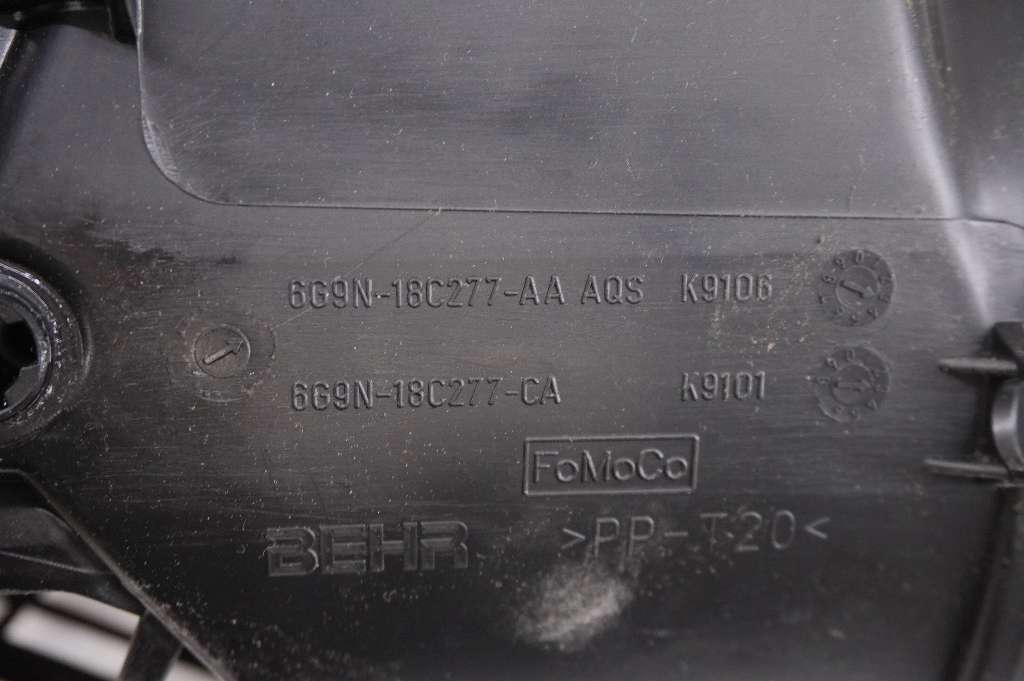 6G9N-18C277-AA AQS K9106
6G9N-18C277-CA K9101
FoMoCo
BEHR >PP-T20<